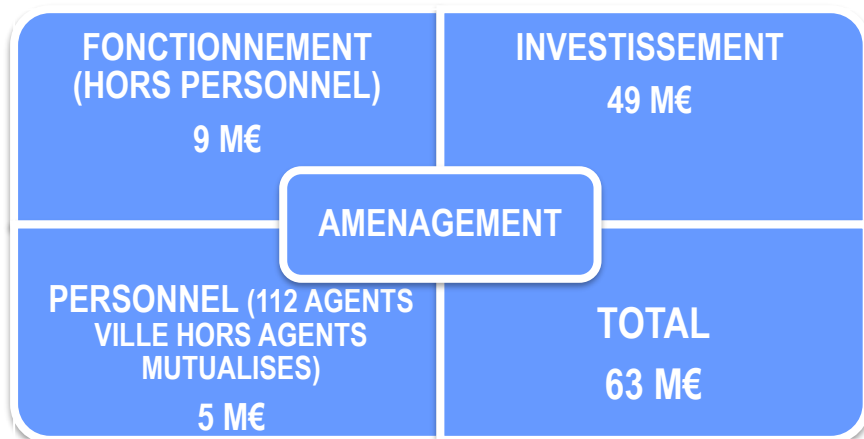 FONCTIONNEMENT
(HORS PERSONNEL)
9 M€
INVESTISSEMENT
49 M€
AMENAGEMENT
PERSONNEL (112 AGENTS
VILLE HORS AGENTS
MUTUALISES)
5 M€
TOTAL
63 M€